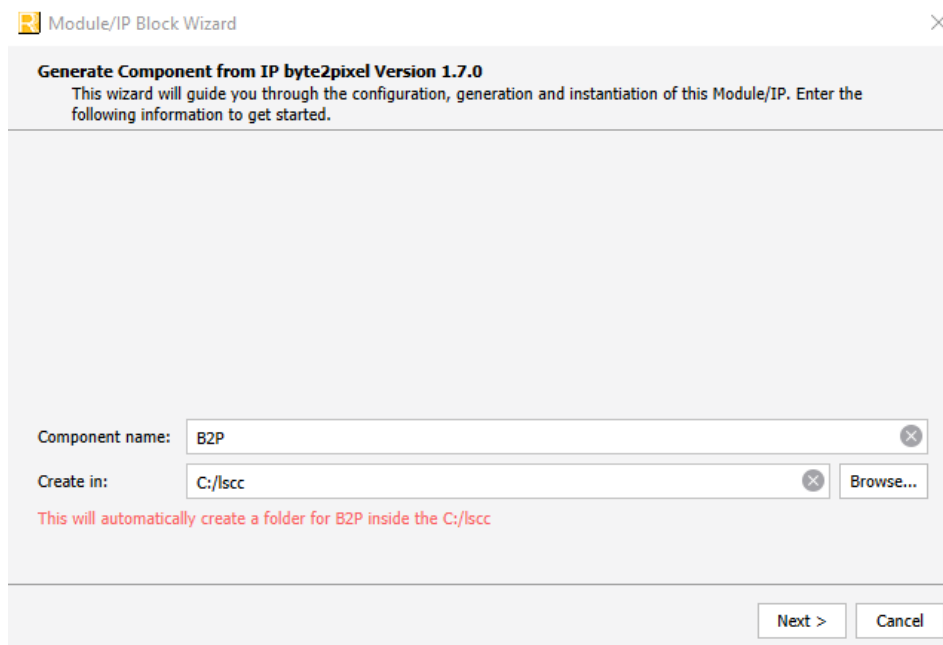 Module/IP Block Wizard
Generate Component from IP byte2pixel Version 1.7.0
This wizard will guide you through the configuration, generation and instantiation of this Module/IP. Enter the
following information to get started.
Component name: B2P
Create in: C:/lscc Browse...
This will automatically create a folder for B2P inside the C:/lscc
Next > Cancel